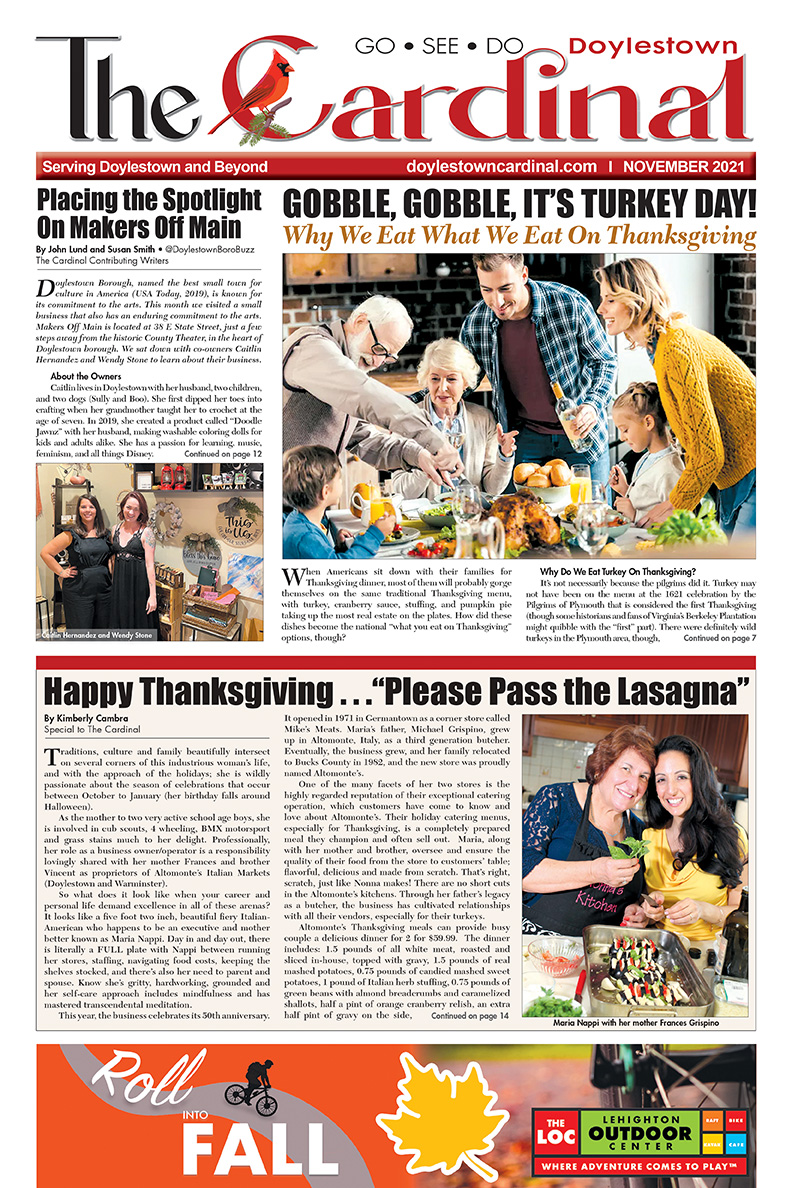 GO • SEE • DO Doylestown
The Cardinal
Serving Doylestown and Beyond doylestowncardinal.com I NOVEMBER 2021
Placing the Spotlight
On Makers Off Main
By John Lund and Susan Smith • @DoylestownBoroBuzz
The Cardinal Contributing Writers
Doylestown Borough, named the best small town for
culture in America (USA Today, 2019), is known for
its commitment to the arts. This month we visited a small
business that also has an enduring commitment to the arts.
Makers Off Main is located at 38 E State Street, just a few
steps away from the historic County Theater, in the heart of
Doylestown borough. We sat down with co-owners Caitlin
Hernandez and Wendy Stone to learn about their business.
About the Owners
Caitlin lives in Doylestown with her husband, two children,
and two dogs (Sully and Boo). She first dipped her toes into
crafting when her grandmother taught her to crochet at the
age of seven. In 2019, she created a product called “Doodle
Jawnz” with her husband, making washable coloring dolls for
kids and adults alike. She has a passion for learning, music,
feminism, and all things Disney. Continued on page 12
This is
Us
Caitlin Hernandez and Wendy Stone
GOBBLE, GOBBLE, IT’S TURKEY DAY!
Why We Eat What We Eat On Thanksgiving
When Americans sit down with their families for
Thanksgiving dinner, most of them will probably gorge
themselves on the same traditional Thanksgiving menu,
with turkey, cranberry sauce, stuffing, and pumpkin pie
taking up the most real estate on the plates. How did these
dishes become the national “what you eat on Thanksgiving”
options, though?
Why Do We Eat Turkey On Thanksgiving?
It’s not necessarily because the pilgrims did it. Turkey may
not have been on the menu at the 1621 celebration by the
Pilgrims of Plymouth that is considered the first Thanksgiving
(though some historians and fans of Virginia’s Berkeley Plantation
might quibble with the “first” part). There were definitely wild
turkeys in the Plymouth area, though, Continued on page 7
Happy Thanksgiving . . .“Please Pass the Lasagna”
By Kimberly Cambra
Special to The Cardinal
Traditions, culture and family beautifully intersect
on several corners of this industrious woman’s life,
and with the approach of the holidays; she is wildly
passionate about the season of celebrations that occur
between October to January (her birthday falls around
Halloween).
As the mother to two very active school age boys, she
is involved in cub scouts, 4 wheeling, BMX motorsport
and grass stains much to her delight. Professionally,
her role as a business owner/operator is a responsibility
lovingly shared with her mother Frances and brother
Vincent as proprietors of Altomonte’s Italian Markets
(Doylestown and Warminster).
So what does it look like when your career and
personal life demand excellence in all of these arenas?
It looks like a five foot two inch, beautiful fiery Italian-
American who happens to be an executive and mother
better known as Maria Nappi. Day in and day out, there
is literally a FULL plate with Nappi between running
her stores, staffing, navigating food costs, keeping the
shelves stocked, and there’s also her need to parent and
spouse. Know she’s gritty, hardworking, grounded and
her self-care approach includes mindfulness and has
mastered transcendental meditation.
This year, the business celebrates its 50th anniversary.
It opened in 1971 in Germantown as a corner store called
Mike’s Meats. Maria’s father, Michael Grispino, grew
up in Altomonte, Italy, as a third generation butcher.
Eventually, the business grew, and her family relocated
to Bucks County in 1982, and the new store was proudly
named Altomonte’s.
One of the many facets of her two stores is the
highly regarded reputation of their exceptional catering
operation, which customers have come to know and
love about Altomonte’s. Their holiday catering menus,
especially for Thanksgiving, is a completely prepared
meal they champion and often sell out. Maria, along
with her mother and brother, oversee and ensure the
quality of their food from the store to customers’ table;
flavorful, delicious and made from scratch. That’s right,
scratch, just like Nonna makes! There are no short cuts
in the Altomonte’s kitchens. Through her father’s legacy
as a butcher, the business has cultivated relationships
with all their vendors, especially for their turkeys.
Altomonte’s Thanksgiving meals can provide busy
couple a delicious dinner for 2 for $59.99. The dinner
includes: 1.5 pounds of all white meat, roasted and
sliced in-house, topped with gravy, 1.5 pounds of real
mashed potatoes, 0.75 pounds of candied mashed sweet
potatoes, 1 pound of Italian herb stuffing, 0.75 pounds of
green beans with almond breadcrumbs and caramelized
shallots, half a pint of orange cranberry relish, an extra
half pint of gravy on the side, Continued on page 14
Kitchen
Maria Nappi with her mother Frances Grispino
Roll
INTO
FALL
THE
LOC
LEHIGHTON
OUTDOOR
CENTER
RAFT BIKE
KAYAK CAFE
WHERE ADVENTURE COMES TO PLAY™